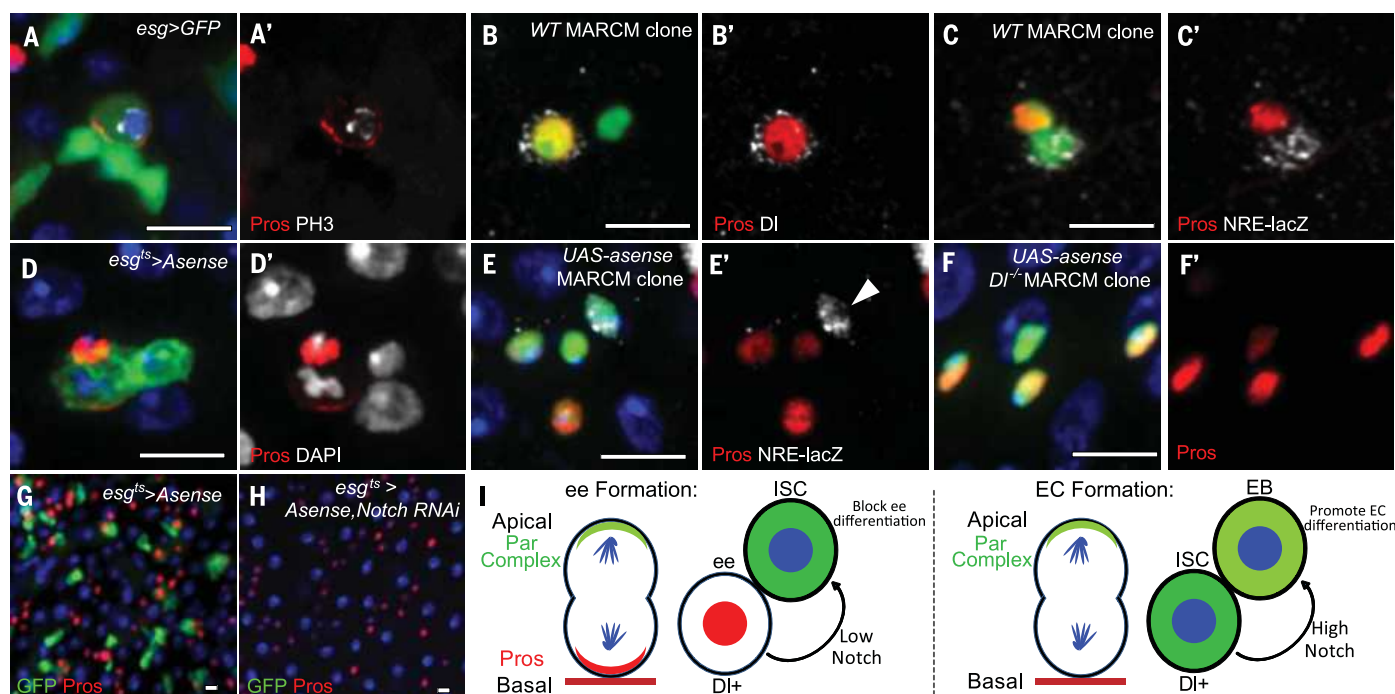 A
esg>GFP
A'
Pros PH3
B
WT MARCM clone
B'
Pros Dl
C
WT MARCM clone
C'
Pros NRE-lacZ
D
esgts>Asense
D'
Pros DAPI
E
UAS-asense
MARCM clone
E'
Pros NRE-lacZ
F
UAS-asense
Dl-/- MARCM clone
F'
Pros
G
esgts>Asense
GFP Pros
H
esgts >
Asense,Notch RNAi
GFP Pros
I
ee Formation:
Apical
Par
Complex
Pros
Basal
ISC
Block ee
differentiation
ee
Low
Notch
Dl+
EC Formation:
Apical
Par
Complex
Basal
EB
Promote EC
differentiation
ISC
High
Notch
Dl+